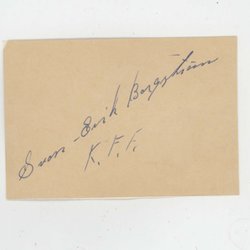 Sven-Erik Bergström
K. F. F.